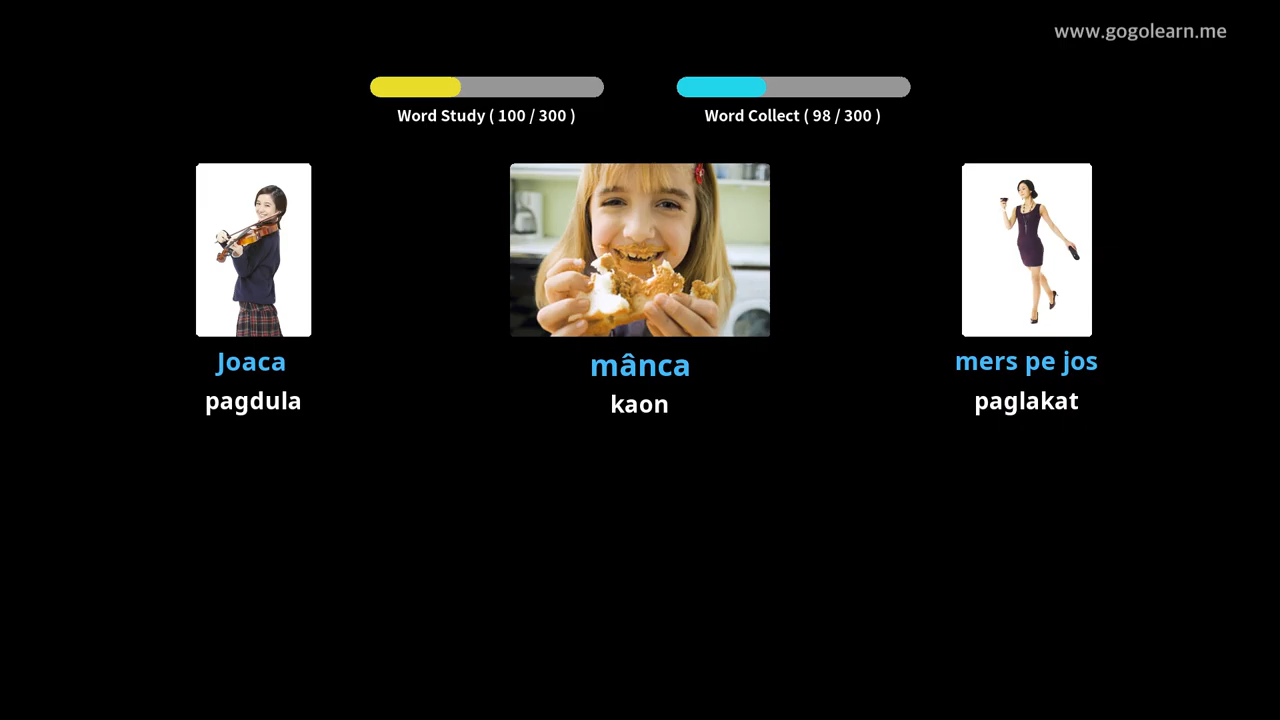 www.gogolearn.me
Word Study ( 100 / 300 )
Word Collect ( 98 / 300 )
Joaca
mânca
mers pe jos
pagdula
kaon
paglakat